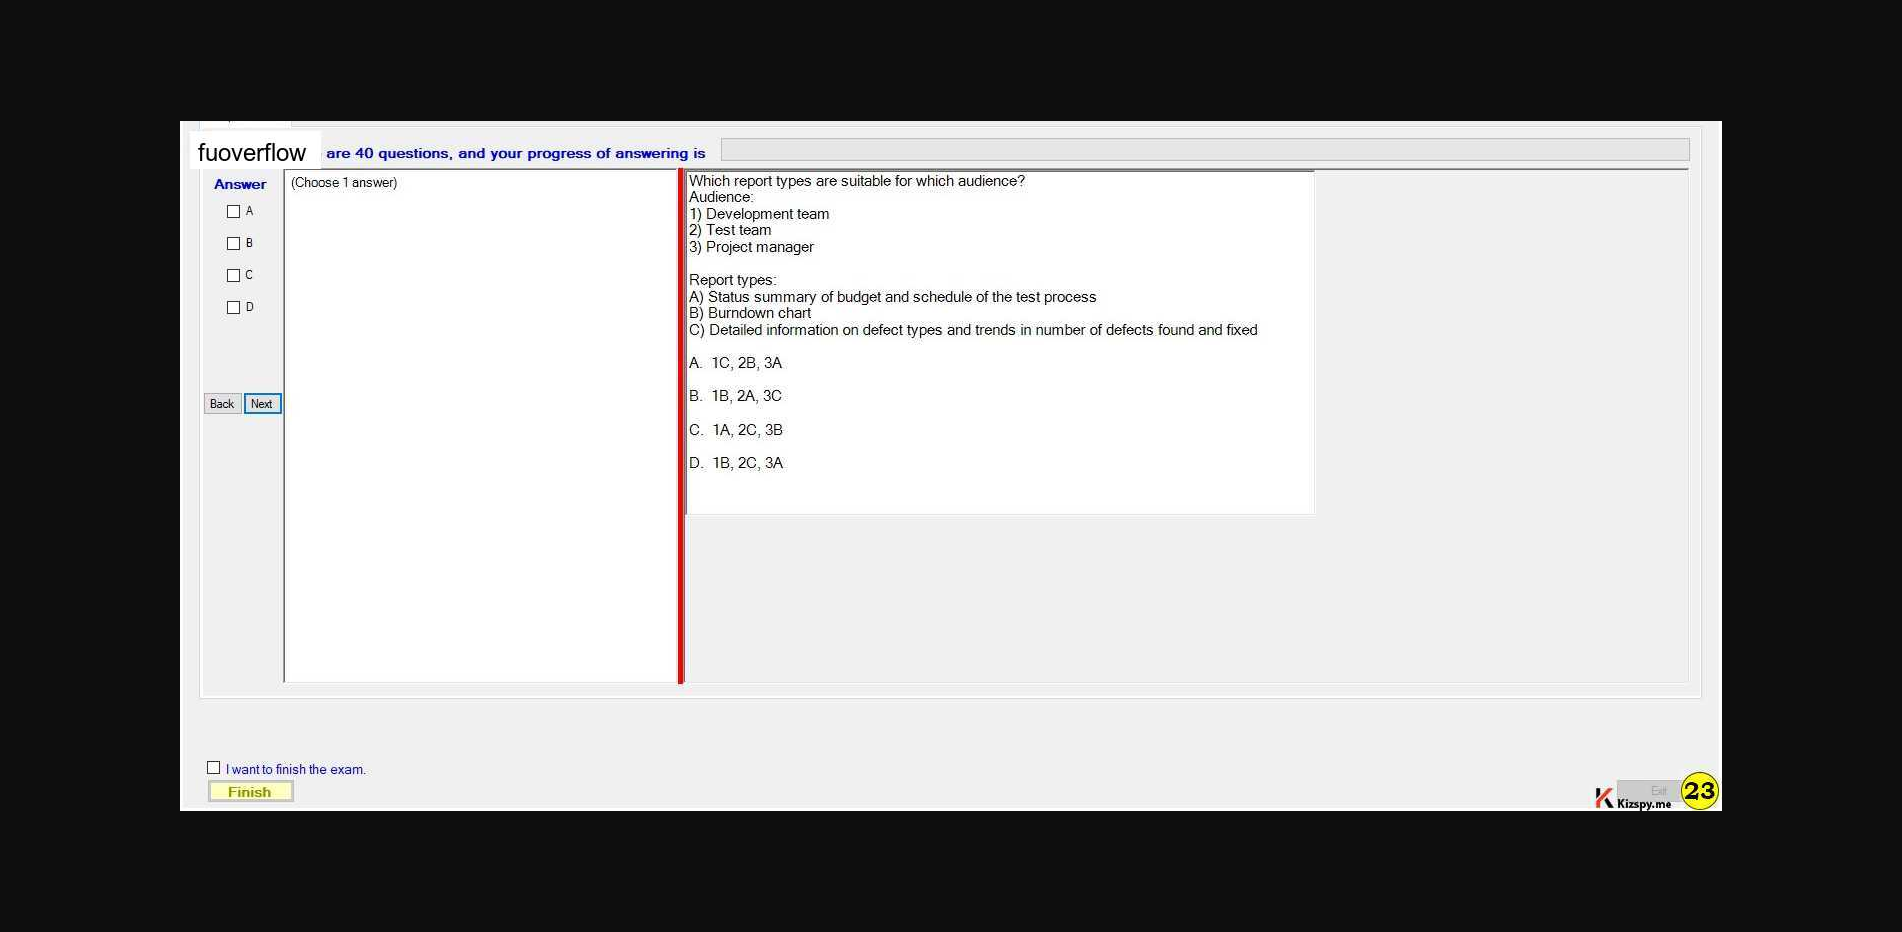 fuoverflow are 40 questions, and your progress of answering is
Answer
A
B
C
D
Back Next
(Choose 1 answer)
Which report types are suitable for which audience?
Audience:
1) Development team
2) Test team
3) Project manager
Report types:
A) Status summary of budget and schedule of the test process
B) Burndown chart
C) Detailed information on defect types and trends in number of defects found and fixed
A. 1C, 2B, 3A
B. 1B, 2A, 3C
C. 1A, 2C, 3B
D. 1B, 2C, 3A
I want to finish the exam.
Finish
Exit
Kizspy.me
23